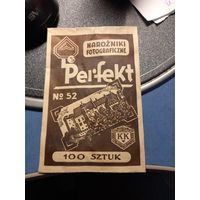 NAROŻNIKI
FOTOGRAFICZNE
Perfekt
No 52
KK
100 SZTUK